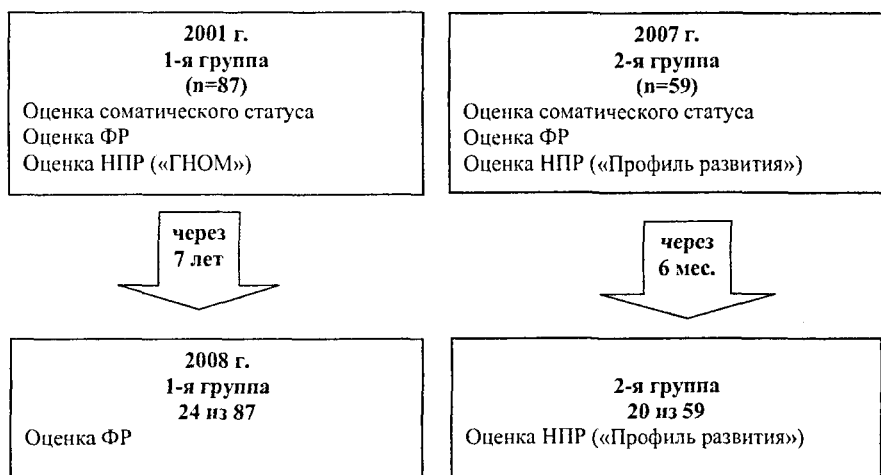 2001 г.
1-я группа
(n=87)
Оценка соматического статуса
Оценка ФР
Оценка НПР («ГНОМ»)
2007 г.
2-я группа
(n=59)
Оценка соматического статуса
Оценка ФР
Оценка НПР («Профиль развития»)
через
7 лет
через
6 мес.
2008 г.
1-я группа
24 из 87
Оценка ФР
2-я группа
20 из 59
Оценка НПР («Профиль развития»)